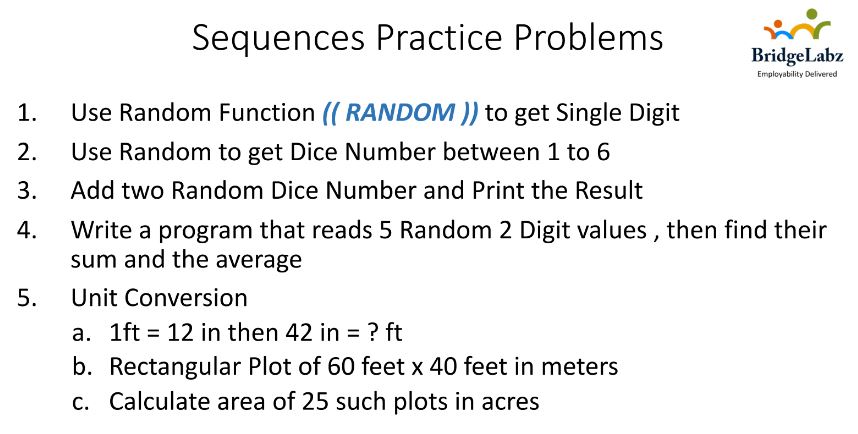 Sequences Practice Problems
BridgeLabz
Employability Delivered
1. Use Random Function (( RANDOM )) to get Single Digit
2. Use Random to get Dice Number between 1 to 6
3. Add two Random Dice Number and Print the Result
4. Write a program that reads 5 Random 2 Digit values , then find their
sum and the average
5. Unit Conversion
a. 1ft = 12 in then 42 in = ? ft
b. Rectangular Plot of 60 feet x 40 feet in meters
c. Calculate area of 25 such plots in acres